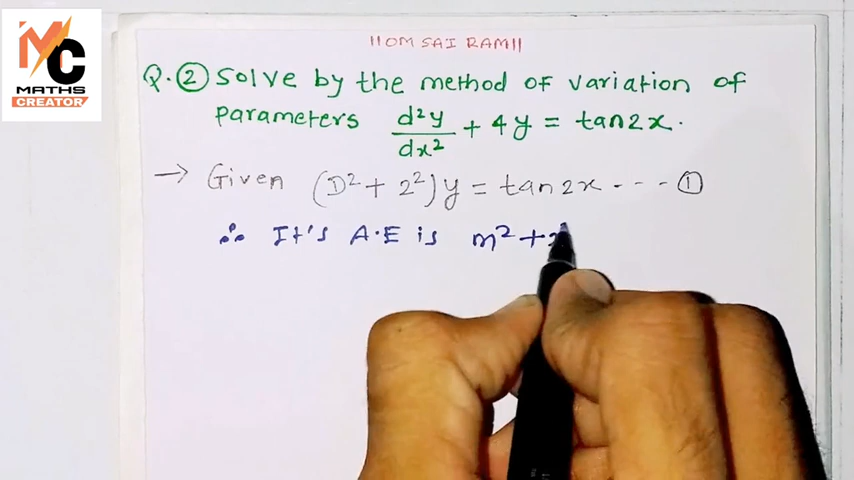 MC
MATHS
CREATOR
||OM SAI RAM||
Q.② Solve by the method of variation of
parameters d²y/dx² + 4y = tan2x.
→ Given (D² + 2²)y = tan2x ---- ①
∴ It's A.E is m² +